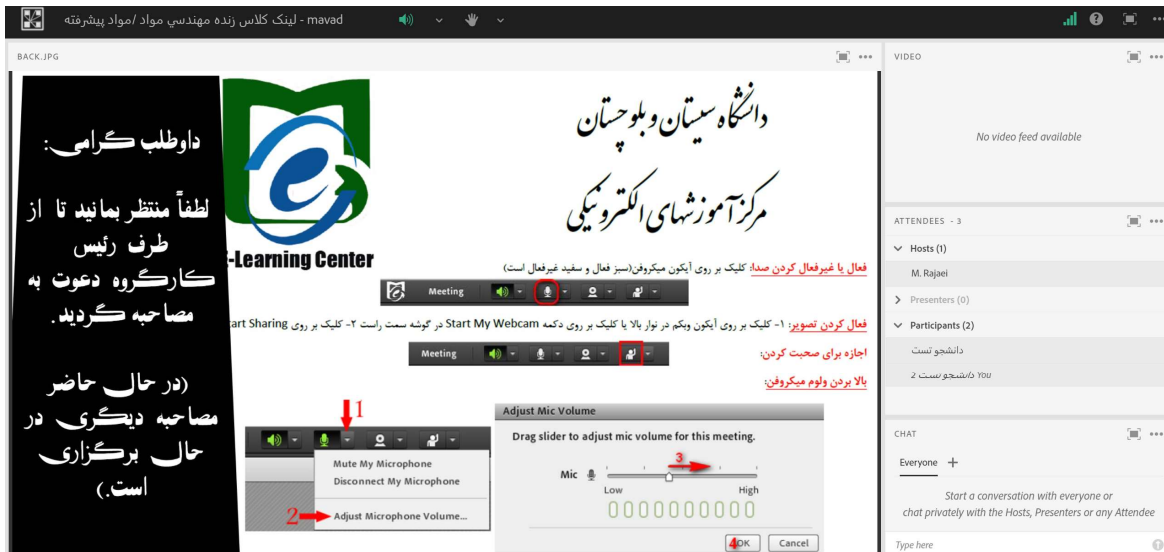 mavad - لینک کلاس زنده مهندسي مواد /مواد پیشرفته
BACK.JPG
داوطلب گرامی:
لطفاً منتظر بمانید تا از
طرف رئیس
کارگروه دعوت به
مصاحبه گردید.
(در حال حاضر
مصاحبه دیگری در
حال برگزاری
است.)
e
-Learning Center
دانشگاه سیستان و بلوچستان
مرکز آموزشهای الکترونیکی
فعال یا غیرفعال کردن صدا: کلیک بر روی آیکون میکروفن(سبز فعال و سفید غیرفعال است)
Meeting
فعال کردن تصویر: ۱- کلیک بر روی آیکون وبکم در نوار بالا یا کلیک بر روی دکمه Start My Webcam در گوشه سمت راست ۲- کلیک بر روی art Sharing
Meeting
اجازه برای صحبت کردن:
بالا بردن ولوم میکروفن:
1
Mute My Microphone
Disconnect My Microphone
2
Adjust Microphone Volume...
Adjust Mic Volume
Drag slider to adjust mic volume for this meeting.
3
Mic
Low High
4
OK Cancel
VIDEO
No video feed available
ATTENDEES - 3
Hosts (1)
M. Rajaei
Presenters (0)
Participants (2)
دانشجو تست
دانشجو تست 2 You
CHAT
Everyone +
Start a conversation with everyone or
chat privately with the Hosts, Presenters or any Attendee
Type here